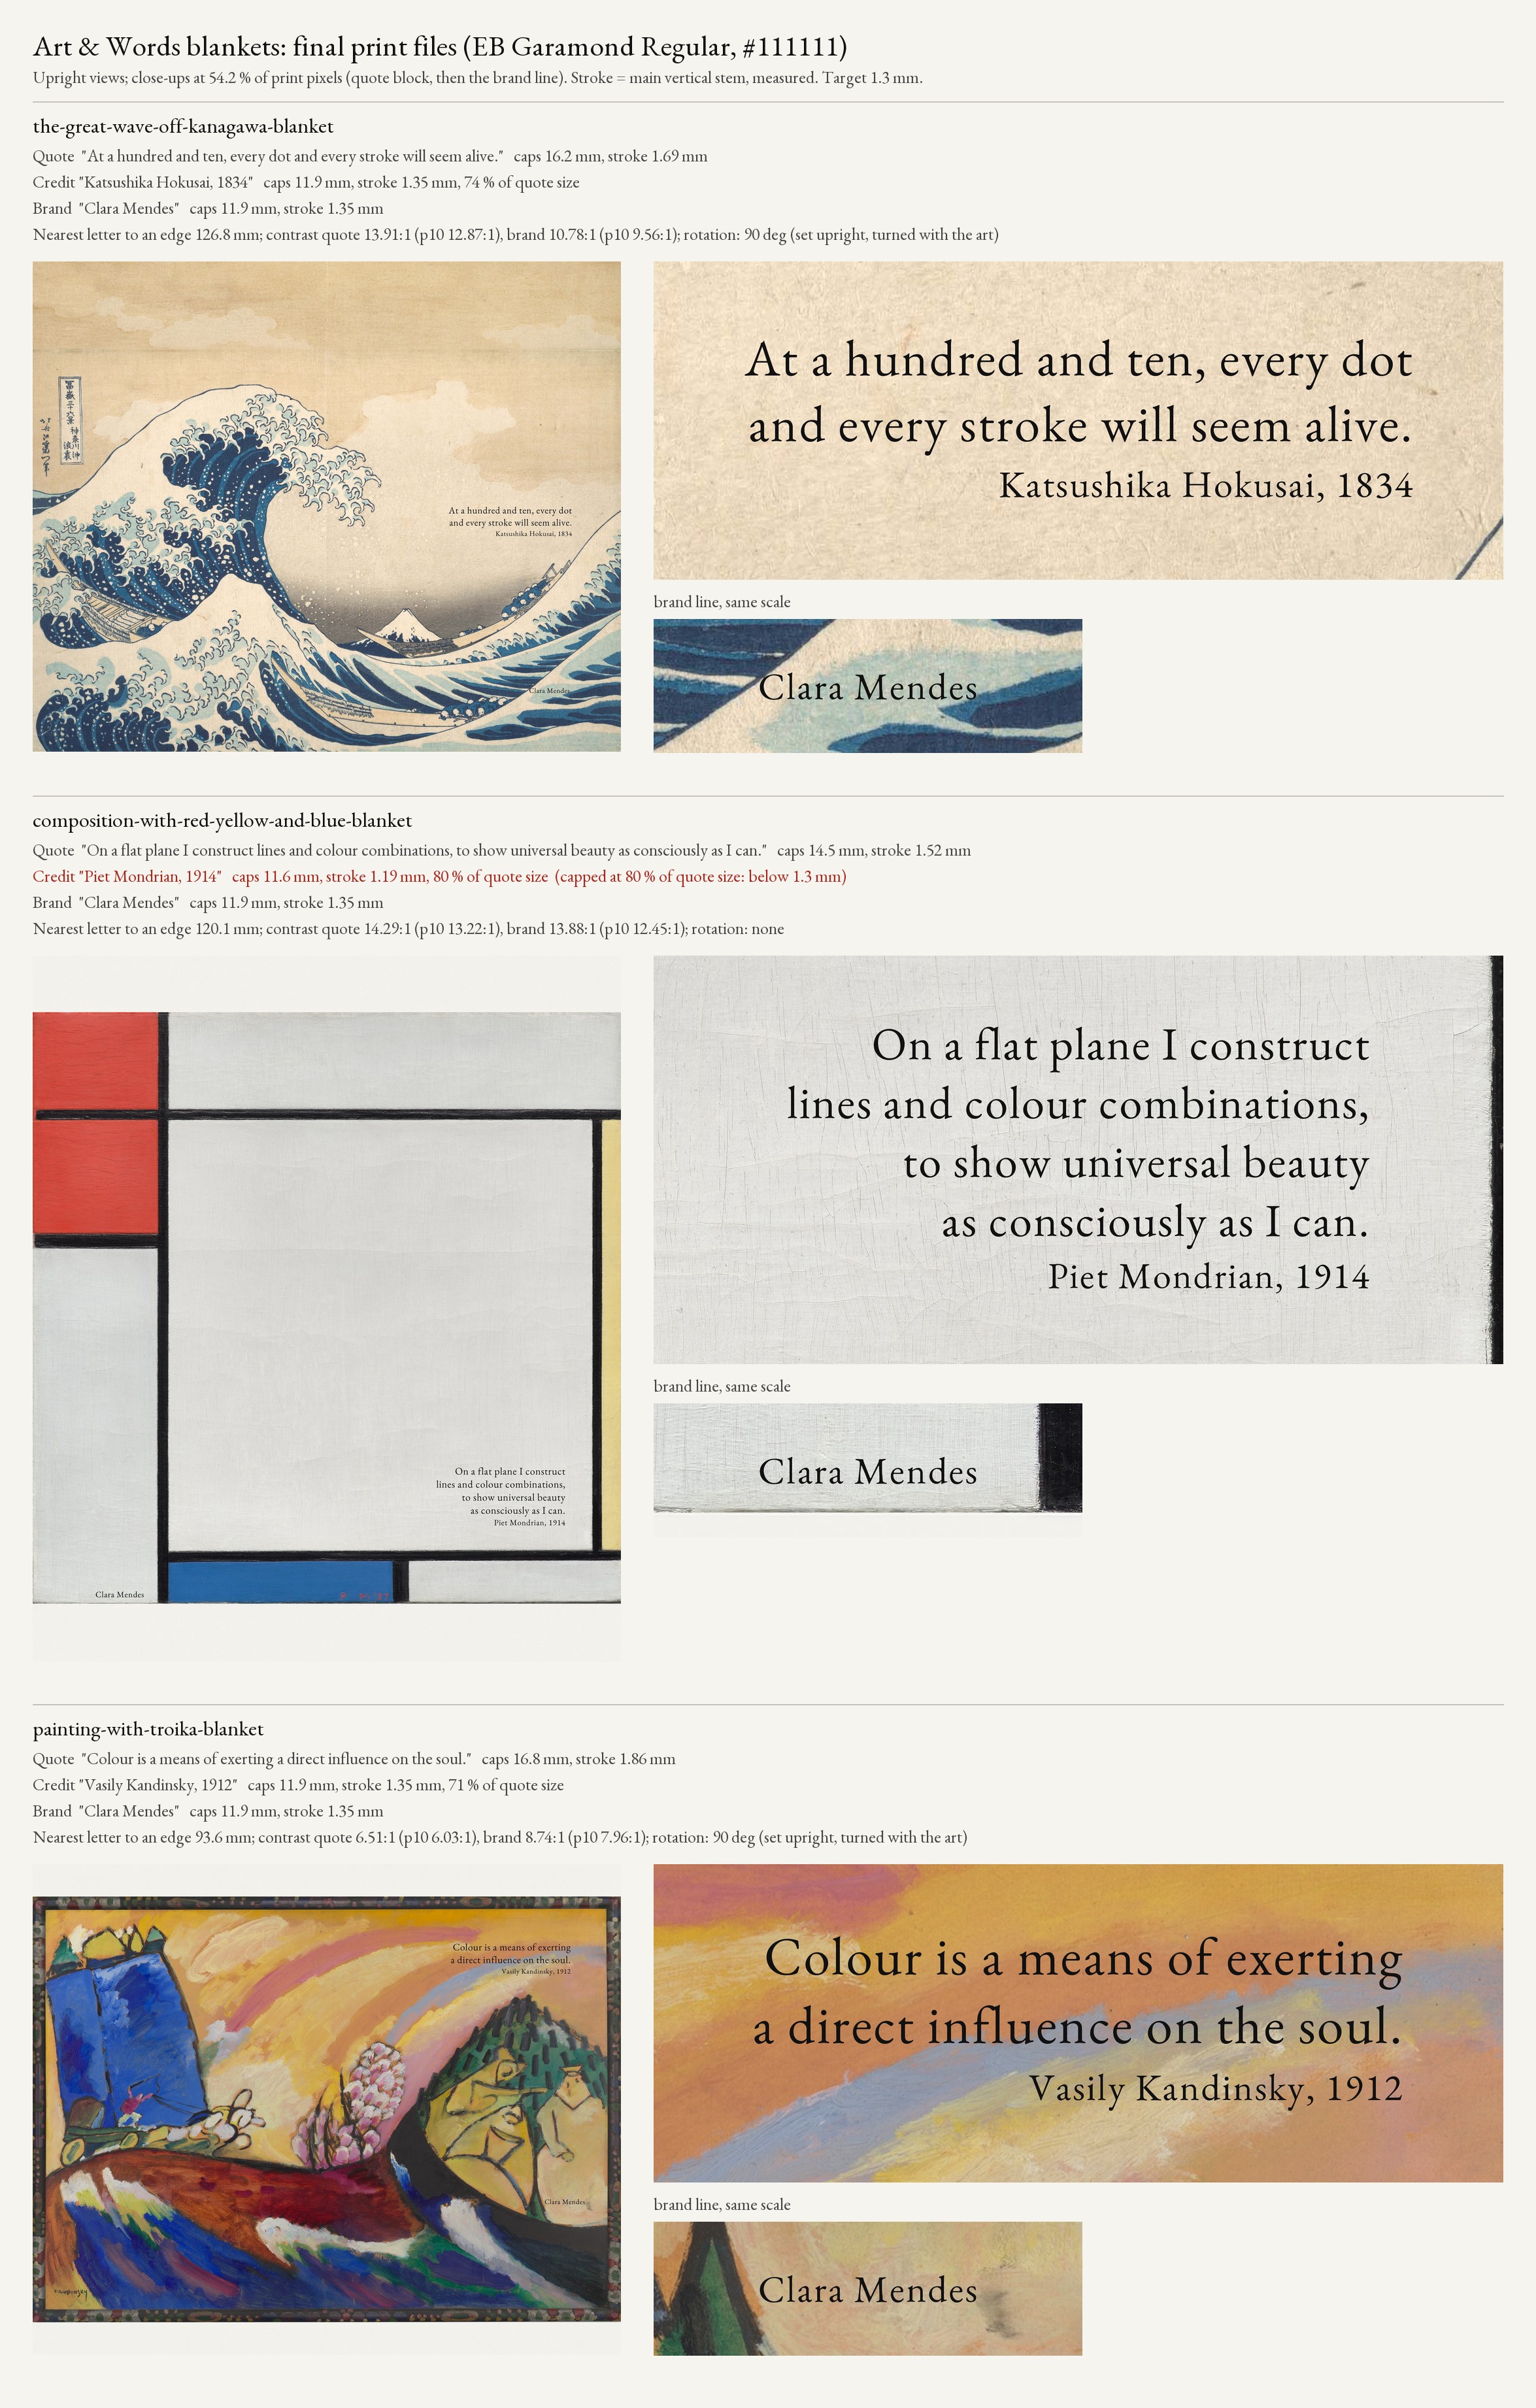 Art & Words blankets: final print files (EB Garamond Regular, #111111)
Upright views; close-ups at 54.2 % of print pixels (quote block, then the brand line). Stroke = main vertical stem, measured. Target 1.3 mm.
the-great-wave-off-kanagawa-blanket
Quote "At a hundred and ten, every dot and every stroke will seem alive." caps 16.2 mm, stroke 1.69 mm
Credit "Katsushika Hokusai, 1834" caps 11.9 mm, stroke 1.35 mm, 74 % of quote size
Brand "Clara Mendes" caps 11.9 mm, stroke 1.35 mm
Nearest letter to an edge 126.8 mm; contrast quote 13.91:1 (p10 12.87:1), brand 10.78:1 (p10 9.56:1); rotation: 90 deg (set upright, turned with the art)
At a hundred and ten, every dot
and every stroke will seem alive.
Katsushika Hokusai, 1834
Clara Mendes
At a hundred and ten, every dot
and every stroke will seem alive.
Katsushika Hokusai, 1834
brand line, same scale
Clara Mendes
composition-with-red-yellow-and-blue-blanket
Quote "On a flat plane I construct lines and colour combinations, to show universal beauty as consciously as I can." caps 14.5 mm, stroke 1.52 mm
Credit "Piet Mondrian, 1914" caps 11.6 mm, stroke 1.19 mm, 80 % of quote size (capped at 80 % of quote size: below 1.3 mm)
Brand "Clara Mendes" caps 11.9 mm, stroke 1.35 mm
Nearest letter to an edge 120.1 mm; contrast quote 14.29:1 (p10 13.22:1), brand 13.88:1 (p10 12.45:1); rotation: none
On a flat plane I construct
lines and colour combinations,
to show universal beauty
as consciously as I can.
Piet Mondrian, 1914
Clara Mendes
On a flat plane I construct
lines and colour combinations,
to show universal beauty
as consciously as I can.
Piet Mondrian, 1914
brand line, same scale
Clara Mendes
painting-with-troika-blanket
Quote "Colour is a means of exerting a direct influence on the soul." caps 16.8 mm, stroke 1.86 mm
Credit "Vasily Kandinsky, 1912" caps 11.9 mm, stroke 1.35 mm, 71 % of quote size
Brand "Clara Mendes" caps 11.9 mm, stroke 1.35 mm
Nearest letter to an edge 93.6 mm; contrast quote 6.51:1 (p10 6.03:1), brand 8.74:1 (p10 7.96:1); rotation: 90 deg (set upright, turned with the art)
Colour is a means of exerting
a direct influence on the soul.
Vasily Kandinsky, 1912
Clara Mendes
Colour is a means of exerting
a direct influence on the soul.
Vasily Kandinsky, 1912
brand line, same scale
Clara Mendes